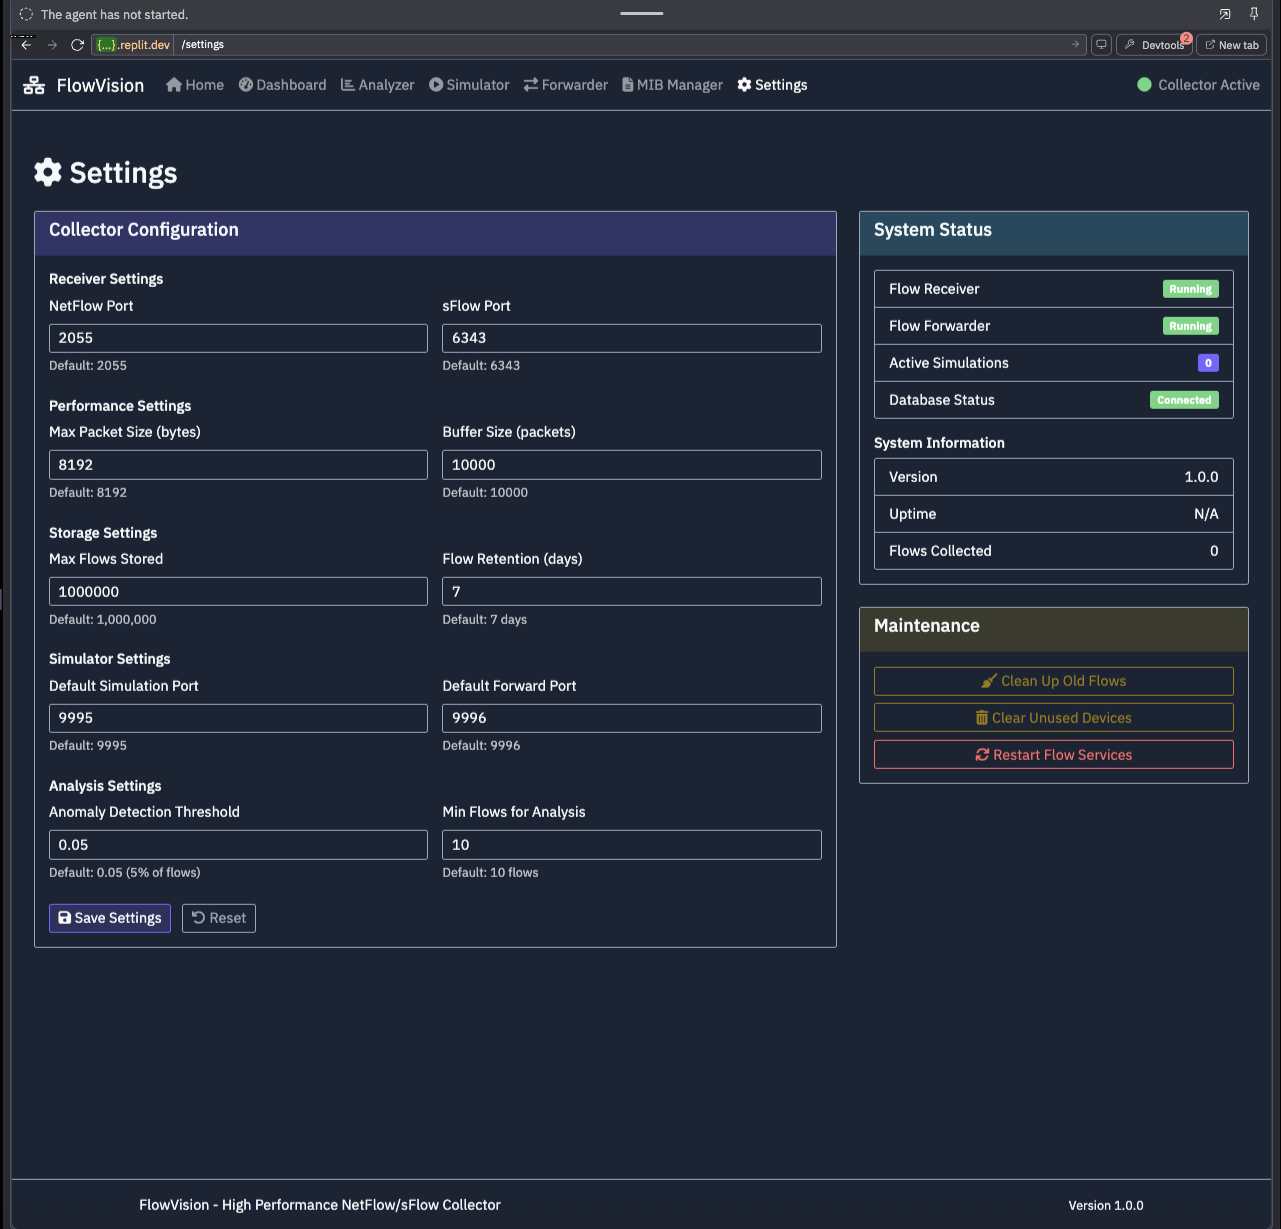 The agent has not started.
{...}.replit.dev /settings
Devtools 2
New tab
FlowVision
Home
Dashboard
Analyzer
Simulator
Forwarder
MIB Manager
Settings
Collector Active
Settings
Collector Configuration
Receiver Settings
NetFlow Port
sFlow Port
2055
6343
Default: 2055
Default: 6343
Performance Settings
Max Packet Size (bytes)
Buffer Size (packets)
8192
10000
Default: 8192
Default: 10000
Storage Settings
Max Flows Stored
Flow Retention (days)
1000000
7
Default: 1,000,000
Default: 7 days
Simulator Settings
Default Simulation Port
Default Forward Port
9995
9996
Default: 9995
Default: 9996
Analysis Settings
Anomaly Detection Threshold
Min Flows for Analysis
0.05
10
Default: 0.05 (5% of flows)
Default: 10 flows
Save Settings
Reset
System Status
Flow Receiver Running
Flow Forwarder Running
Active Simulations 0
Database Status Connected
System Information
Version 1.0.0
Uptime N/A
Flows Collected 0
Maintenance
Clean Up Old Flows
Clear Unused Devices
Restart Flow Services
FlowVision - High Performance NetFlow/sFlow Collector
Version 1.0.0